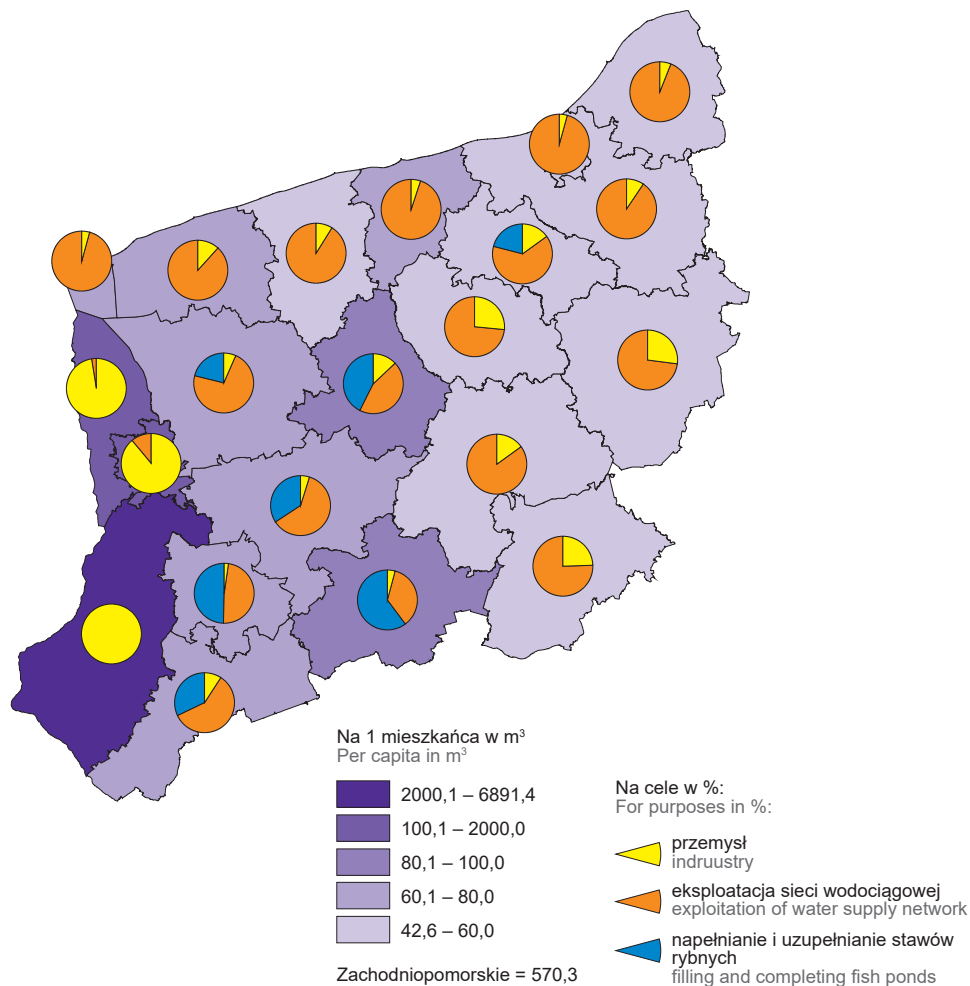 Na 1 mieszkańca w m³
Per capita in m³
2000,1 – 6891,4
100,1 – 2000,0
80,1 – 100,0
60,1 – 80,0
42,6 – 60,0
Zachodniopomorskie = 570,3
Na cele w %:
For purposes in %:
przemysł
indruustry
eksploatacja sieci wodociągowej
exploitation of water supply network
napełnianie i uzupełnianie stawów
rybnych
filling and completing fish ponds